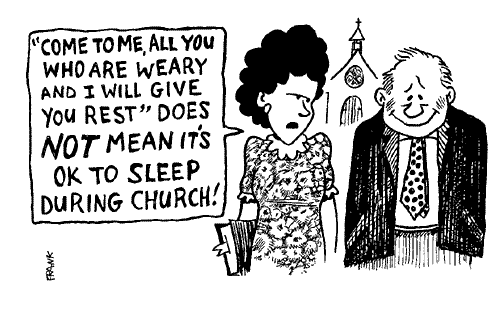 "COME TO ME, ALL YOU
WHO ARE WEARY
AND I WILL GIVE
YOU REST" DOES
NOT MEAN IT'S
OK TO SLEEP
DURING CHURCH!
FRANK